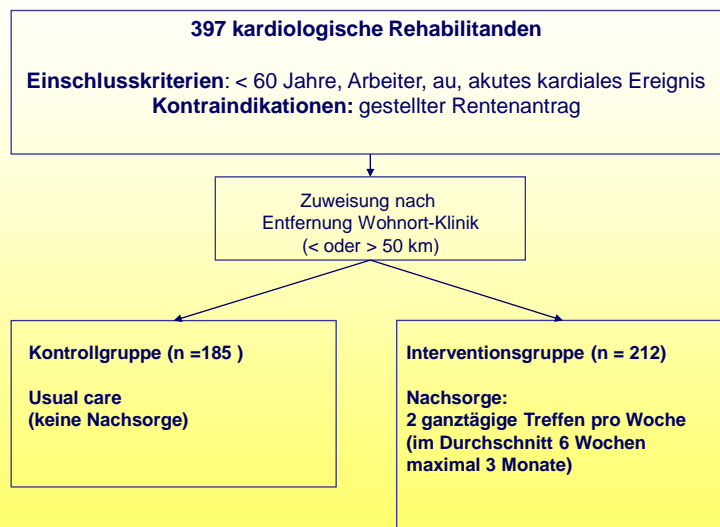 397 kardiologische Rehabilitanden
Einschlusskriterien: < 60 Jahre, Arbeiter, au, akutes kardiales Ereignis
Kontraindikationen: gestellter Rentenantrag
Zuweisung nach
Entfernung Wohnort-Klinik
(< oder > 50 km)
Kontrollgruppe (n =185 )
Usual care
(keine Nachsorge)
Interventionsgruppe (n = 212)
Nachsorge:
2 ganztägige Treffen pro Woche
(im Durchschnitt 6 Wochen
maximal 3 Monate)